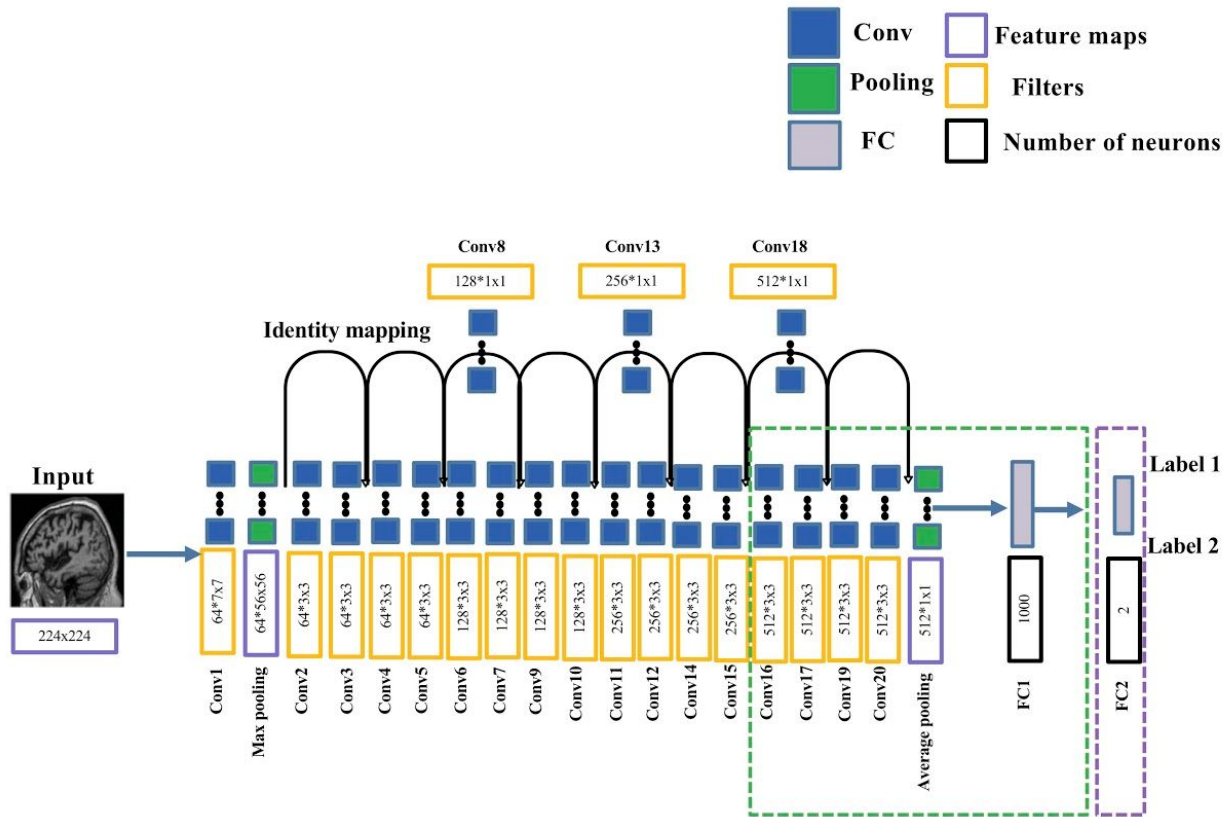 Conv
Feature maps
Pooling
Filters
FC
Number of neurons
Conv8
Conv13
Conv18
128*1x1
256*1x1
512*1x1
Identity mapping
Input
224x224
Label 1
Label 2
64*7x7
64*56x56
64*3x3
64*3x3
64*3x3
64*3x3
128*3x3
128*3x3
128*3x3
128*3x3
256*3x3
256*3x3
256*3x3
256*3x3
512*3x3
512*3x3
512*3x3
512*3x3
512*1x1
1000
2
Conv1
Max pooling
Conv2
Conv3
Conv4
Conv5
Conv6
Conv7
Conv9
Conv10
Conv11
Conv12
Conv14
Conv15
Conv16
Conv17
Conv19
Conv20
Average pooling
FC1
FC2